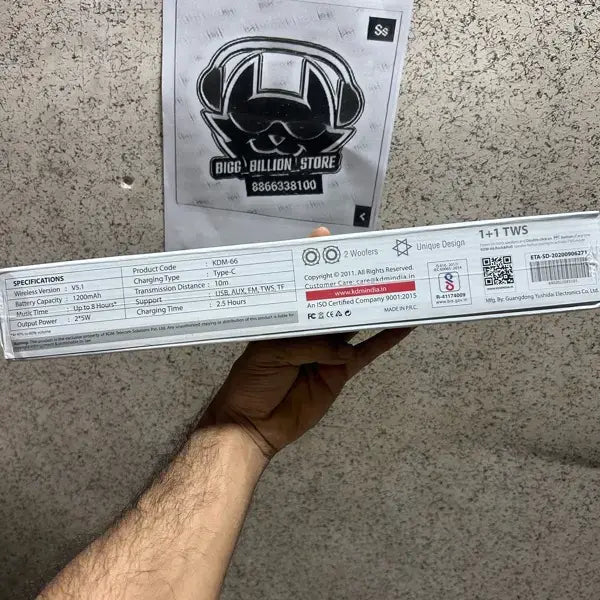 Ss
BIGG_BILLION_STORE
8866338100
SPECIFICATIONS
Wireless Version : V5.1
Battery Capacity : 1200mAh
Music Time : Up to 8 Hours*
Output Power : 2*5W
Product Code : KDM-66
Charging Type : Type-C
Transmission Distance : 10m
Support : USB, AUX, FM, TWS, TF
Charging Time : 2.5 Hours
2 Woofers
Unique Design
Copyright © 2011. All Rights Reserved.
Customer Care: care@kdmindia.in
www.kdmindia.in
An ISO Certified Company 9001:2015
MADE IN P.R.C.
R-41174009
www.bis.gov.in
1+1 TWS
ETA-SD-20200906271
Mfg. By: Guangdong Yushidai Electronics Co. Ltd.